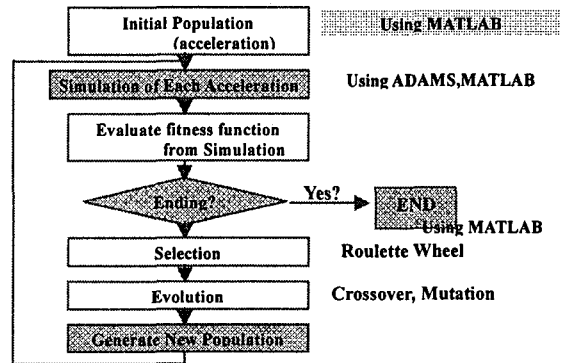 Initial Population
(acceleration)
Using MATLAB
Simulation of Each Acceleration
Using ADAMS,MATLAB
Evaluate fitness function
from Simulation
Ending?
Yes?
END
Using MATLAB
Selection
Roulette Wheel
Evolution
Crossover, Mutation
Generate New Population